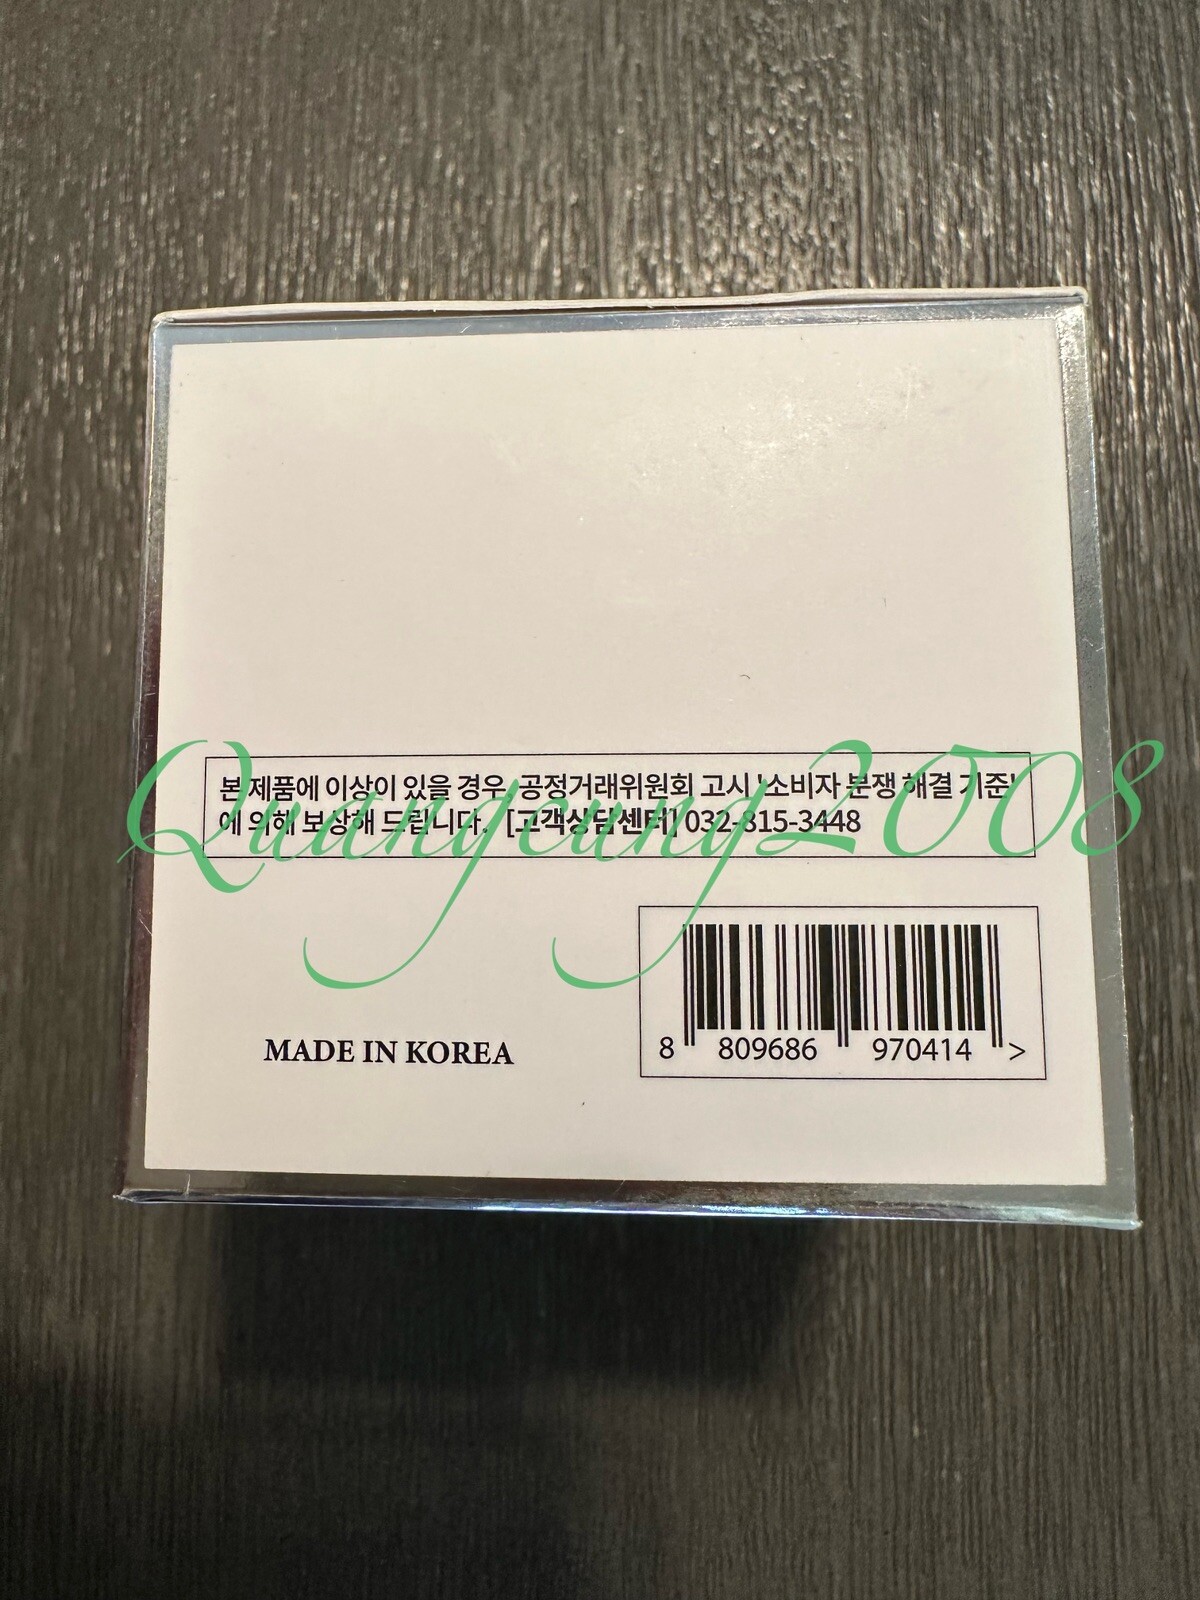 본 제품에 이상이 있을 경우, 공정거래위원회 고시 '소비자 분쟁 해결 기준'
에 의해 보상해 드립니다. [고객상담센터] 032-815-3448
Quangcung2008
MADE IN KOREA
8 809686 970414 >